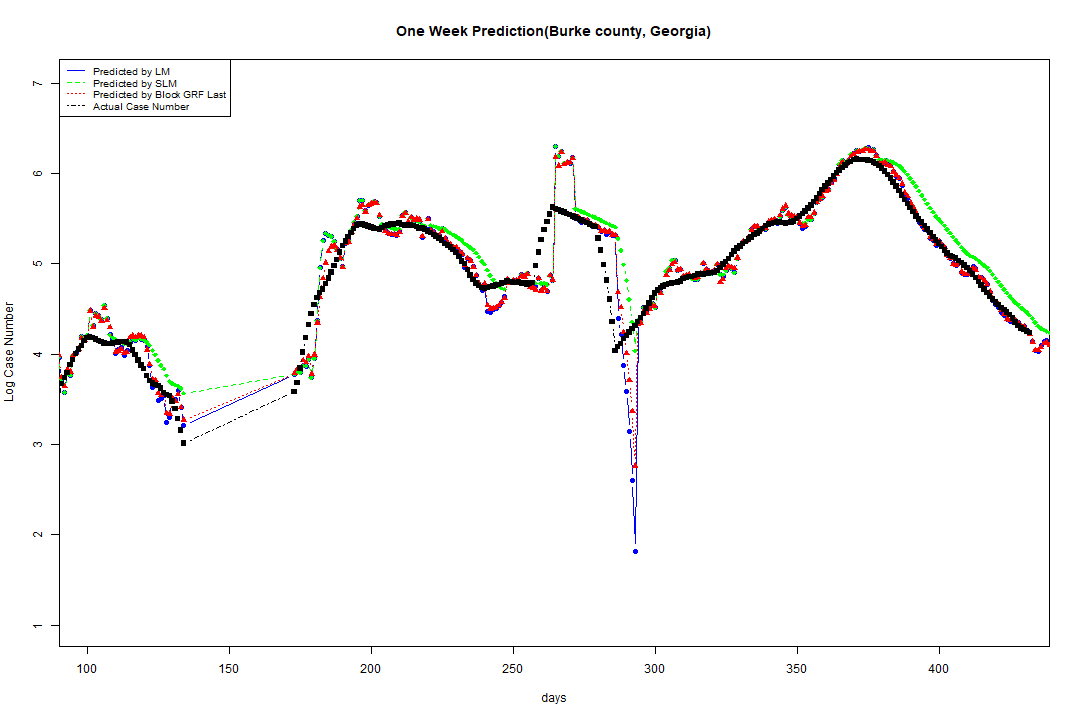 One Week Prediction(Burke county, Georgia)
Predicted by LM
Predicted by SLM
Predicted by Block GRF Last
Actual Case Number
7
6
5
4
3
2
1
Log Case Number
100 150 200 250 300 350 400
days